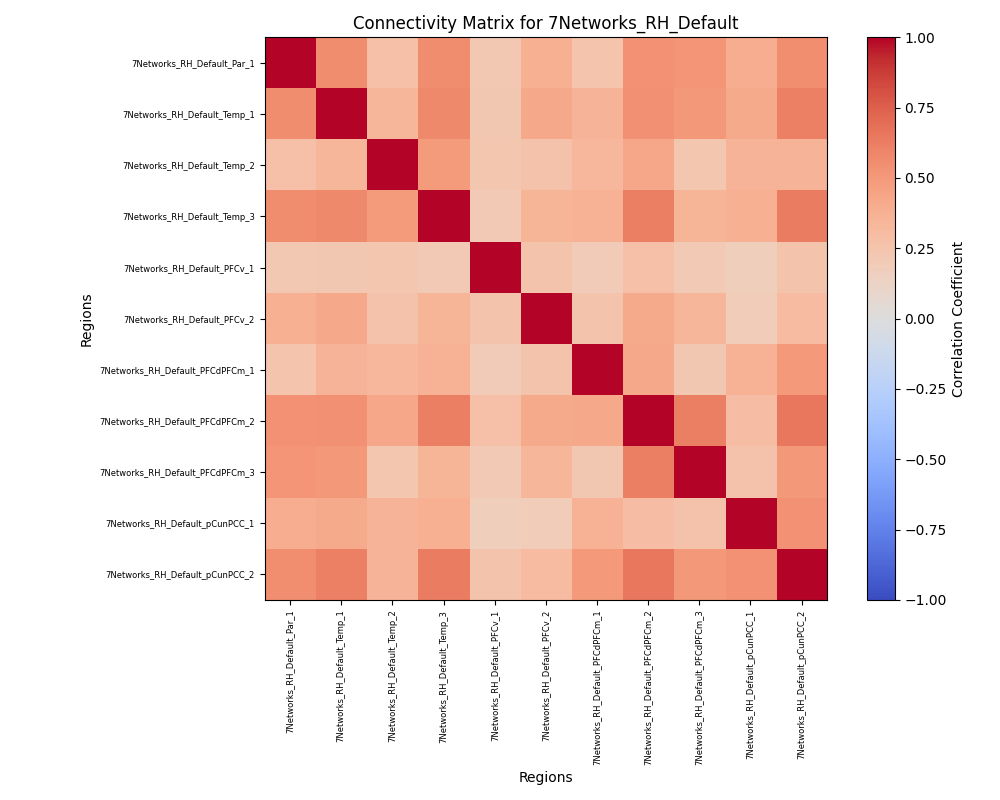 Connectivity Matrix for 7Networks_RH_Default
7Networks_RH_Default_Par_1
7Networks_RH_Default_Temp_1
7Networks_RH_Default_Temp_2
7Networks_RH_Default_Temp_3
7Networks_RH_Default_PFCv_1
7Networks_RH_Default_PFCv_2
7Networks_RH_Default_PFCdPFCm_1
7Networks_RH_Default_PFCdPFCm_2
7Networks_RH_Default_PFCdPFCm_3
7Networks_RH_Default_pCunPCC_1
7Networks_RH_Default_pCunPCC_2
Regions
7Networks_RH_Default_Par_1
7Networks_RH_Default_Temp_1
7Networks_RH_Default_Temp_2
7Networks_RH_Default_Temp_3
7Networks_RH_Default_PFCv_1
7Networks_RH_Default_PFCv_2
7Networks_RH_Default_PFCdPFCm_1
7Networks_RH_Default_PFCdPFCm_2
7Networks_RH_Default_PFCdPFCm_3
7Networks_RH_Default_pCunPCC_1
7Networks_RH_Default_pCunPCC_2
Regions
1.00
0.75
0.50
0.25
0.00
−0.25
−0.50
−0.75
−1.00
Correlation Coefficient